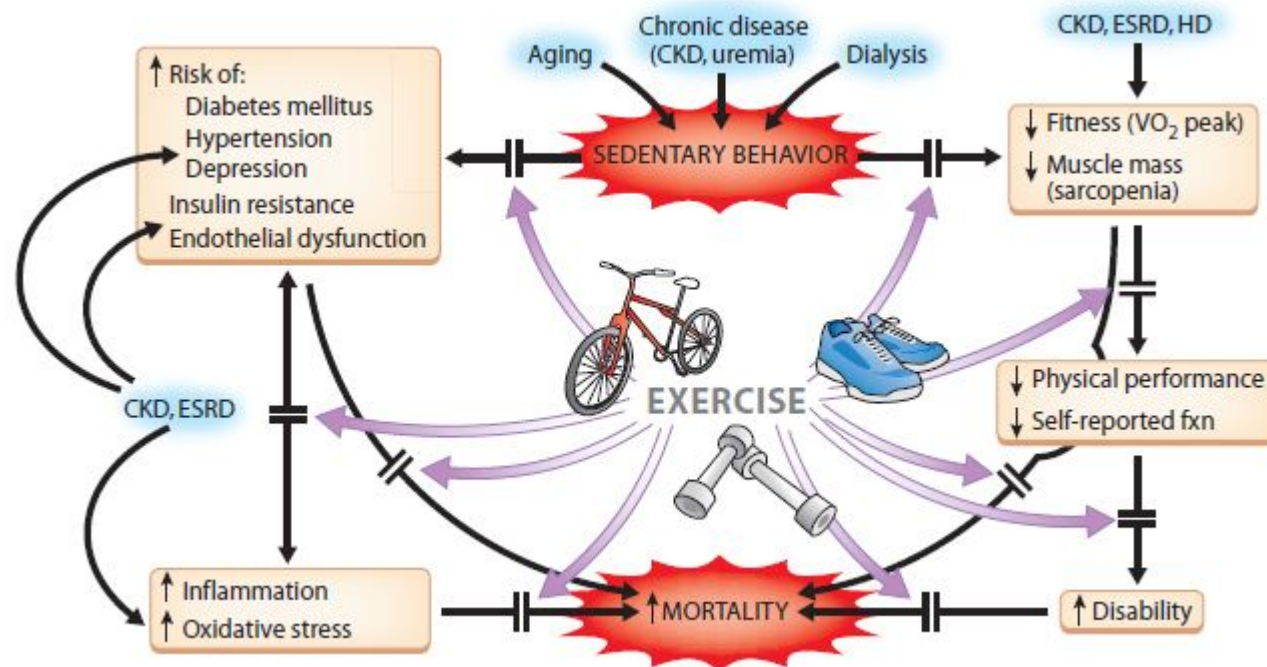 Aging
Chronic disease
(CKD, uremia)
Dialysis
CKD, ESRD, HD
↑ Risk of:
Diabetes mellitus
Hypertension
Depression
Insulin resistance
Endothelial dysfunction
SEDENTARY BEHAVIOR
↓ Fitness (VO₂ peak)
↓ Muscle mass
(sarcopenia)
CKD, ESRD
EXERCISE
↓ Physical performance
↓ Self-reported fxn
↑ Inflammation
↑ Oxidative stress
↑ MORTALITY
↑ Disability